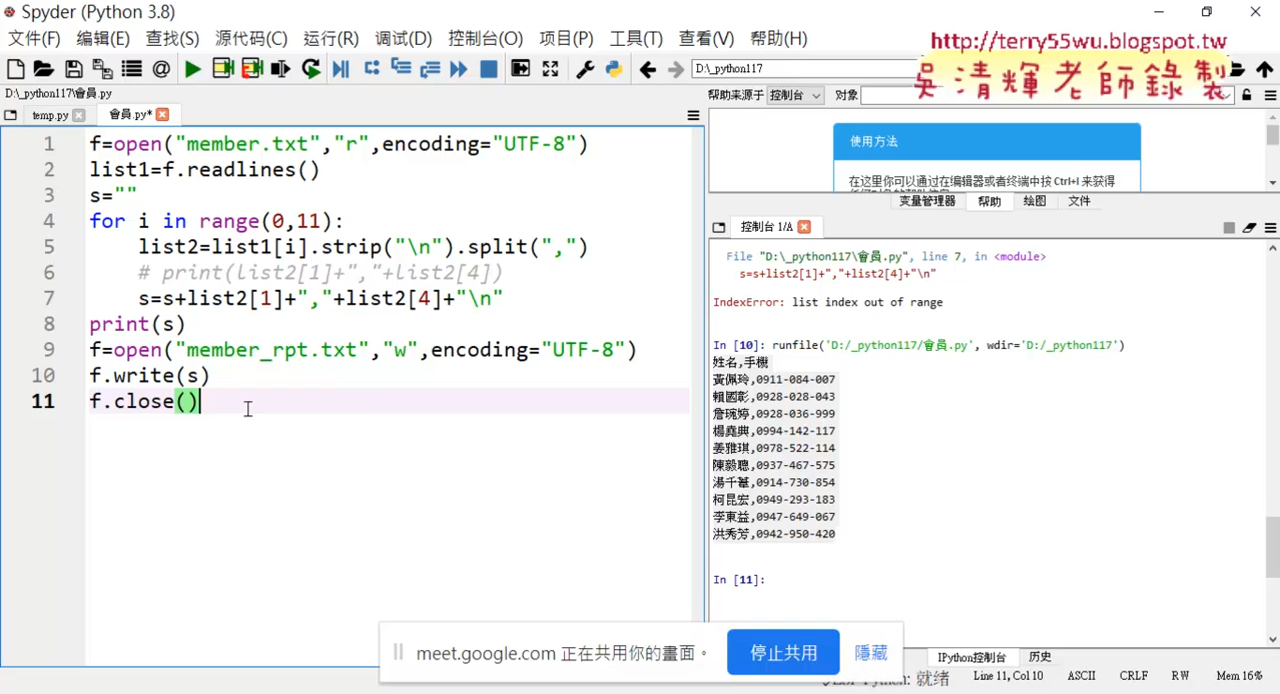 Spyder (Python 3.8)
文件(F) 编辑(E) 查找(S) 源代码(C) 运行(R) 调试(D) 控制台(O) 项目(P) 工具(T) 查看(V) 帮助(H)
http://terry55wu.blogspot.tw
吳清輝老師錄製
D:\_python117
D:\_python117\會員.py
帮助来源于 控制台 对象
temp.py 會員.py*
1 f=open("member.txt","r",encoding="UTF-8")
2 list1=f.readlines()
3 s=""
4 for i in range(0,11):
5 list2=list1[i].strip("\n").split(",")
6 # print(list2[1]+","+list2[4])
7 s=s+list2[1]+","+list2[4]+"\n"
8 print(s)
9 f=open("member_rpt.txt","w",encoding="UTF-8")
10 f.write(s)
11 f.close()
使用方法
在这里你可以通过在编辑器或者终端中按 Ctrl+I 来获得
变量管理器 帮助 绘图 文件
控制台 1/A
File "D:\_python117\會員.py", line 7, in <module>
s=s+list2[1]+","+list2[4]+"\n"
IndexError: list index out of range
In [10]: runfile('D:/_python117/會員.py', wdir='D:/_python117')
姓名,手機
黃佩玲,0911-084-007
賴國彰,0928-028-043
詹琬婷,0928-036-999
楊堯典,0994-142-117
姜雅琪,0978-522-114
陳毅聰,0937-467-575
湯千蕙,0914-730-854
柯昆宏,0949-293-183
李東益,0947-649-067
洪秀芳,0942-950-420
In [11]:
meet.google.com 正在共用你的畫面。 停止共用 隱藏
IPython控制台 历史
Python: 就绪 Line 11, Col 10 ASCII CRLF RW Mem 16%